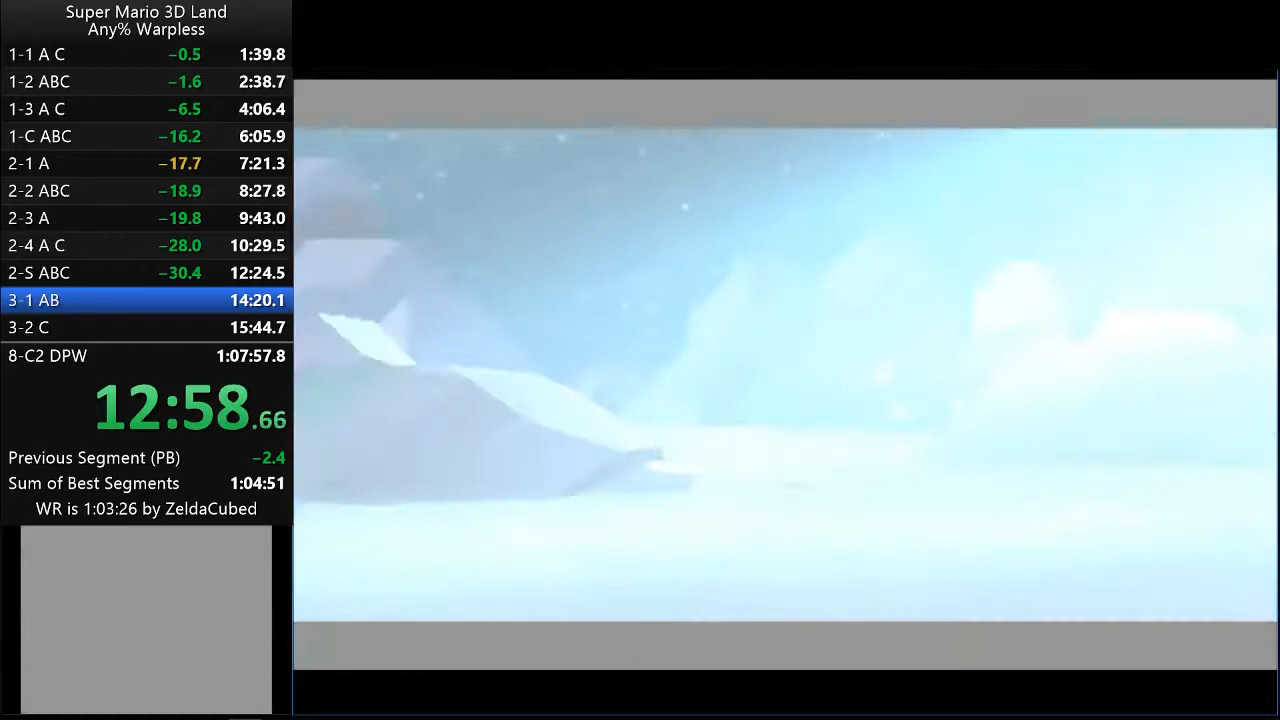 Super Mario 3D Land
Any% Warpless
1-1 A C −0.5 1:39.8
1-2 ABC −1.6 2:38.7
1-3 A C −6.5 4:06.4
1-C ABC −16.2 6:05.9
2-1 A −17.7 7:21.3
2-2 ABC −18.9 8:27.8
2-3 A −19.8 9:43.0
2-4 A C −28.0 10:29.5
2-S ABC −30.4 12:24.5
3-1 AB 14:20.1
3-2 C 15:44.7
8-C2 DPW 1:07:57.8
12:58.66
Previous Segment (PB) −2.4
Sum of Best Segments 1:04:51
WR is 1:03:26 by ZeldaCubed